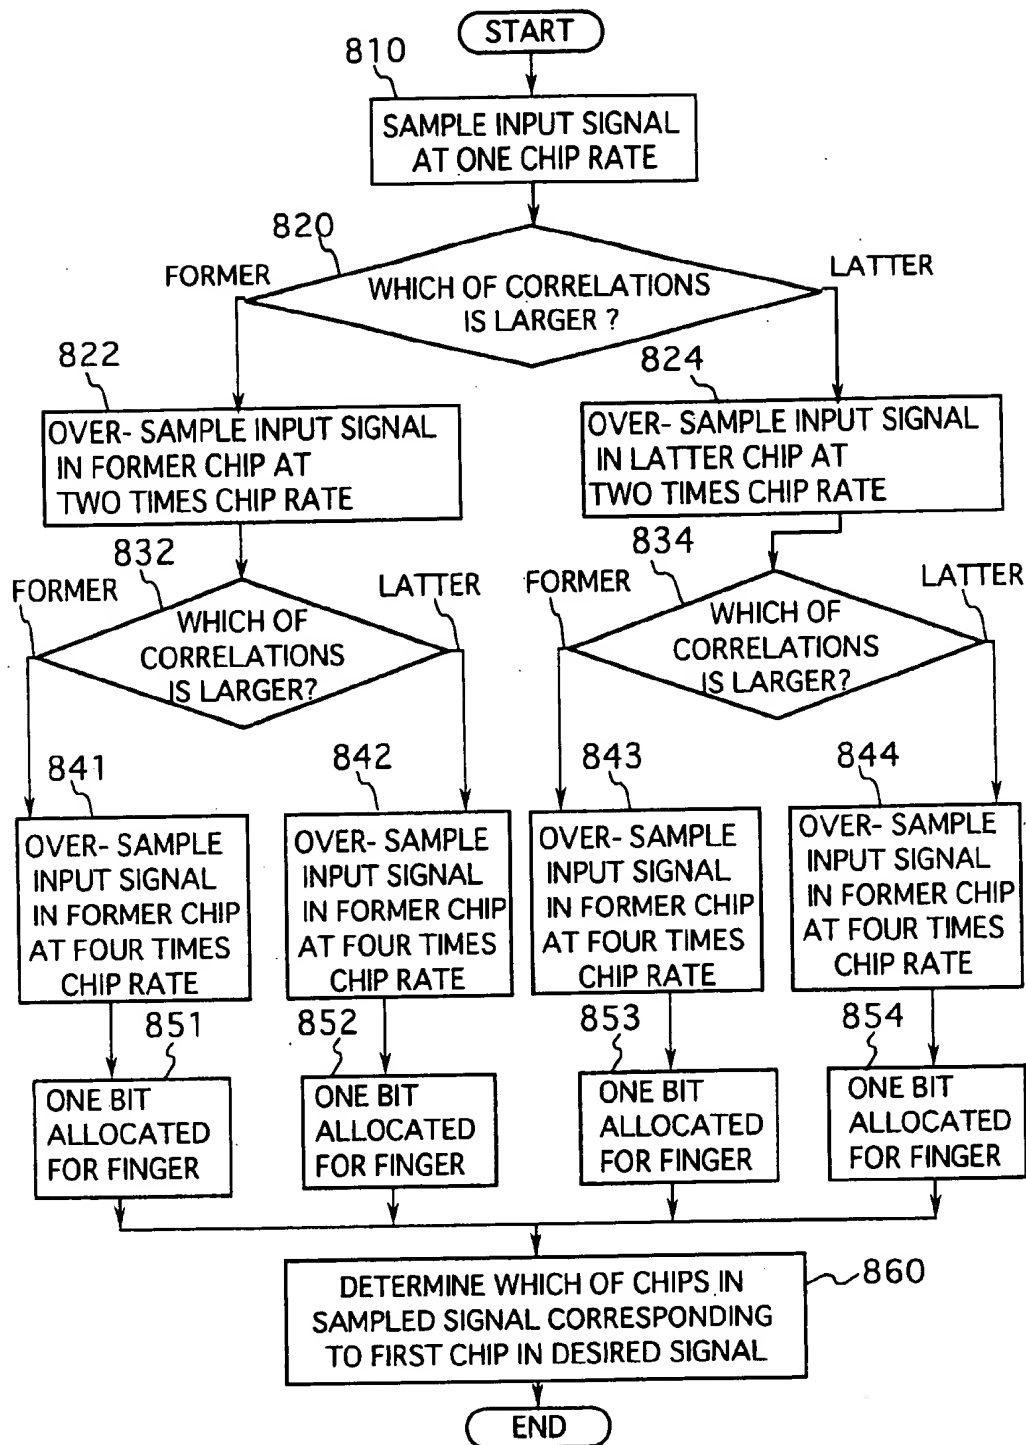 START
810
SAMPLE INPUT SIGNAL
AT ONE CHIP RATE
820
FORMER
LATTER
WHICH OF CORRELATIONS
IS LARGER ?
822
OVER- SAMPLE INPUT SIGNAL
IN FORMER CHIP AT
TWO TIMES CHIP RATE
824
OVER- SAMPLE INPUT SIGNAL
IN LATTER CHIP AT
TWO TIMES CHIP RATE
832
FORMER
LATTER
WHICH OF
CORRELATIONS
IS LARGER?
834
FORMER
LATTER
WHICH OF
CORRELATIONS
IS LARGER?
841
OVER- SAMPLE
INPUT SIGNAL
IN FORMER CHIP
AT FOUR TIMES
CHIP RATE
842
OVER- SAMPLE
INPUT SIGNAL
IN FORMER CHIP
AT FOUR TIMES
CHIP RATE
843
OVER- SAMPLE
INPUT SIGNAL
IN FORMER CHIP
AT FOUR TIMES
CHIP RATE
844
OVER- SAMPLE
INPUT SIGNAL
IN FORMER CHIP
AT FOUR TIMES
CHIP RATE
851
ONE BIT
ALLOCATED
FOR FINGER
852
ONE BIT
ALLOCATED
FOR FINGER
853
ONE BIT
ALLOCATED
FOR FINGER
854
ONE BIT
ALLOCATED
FOR FINGER
860
DETERMINE WHICH OF CHIPS IN
SAMPLED SIGNAL CORRESPONDING
TO FIRST CHIP IN DESIRED SIGNAL
END